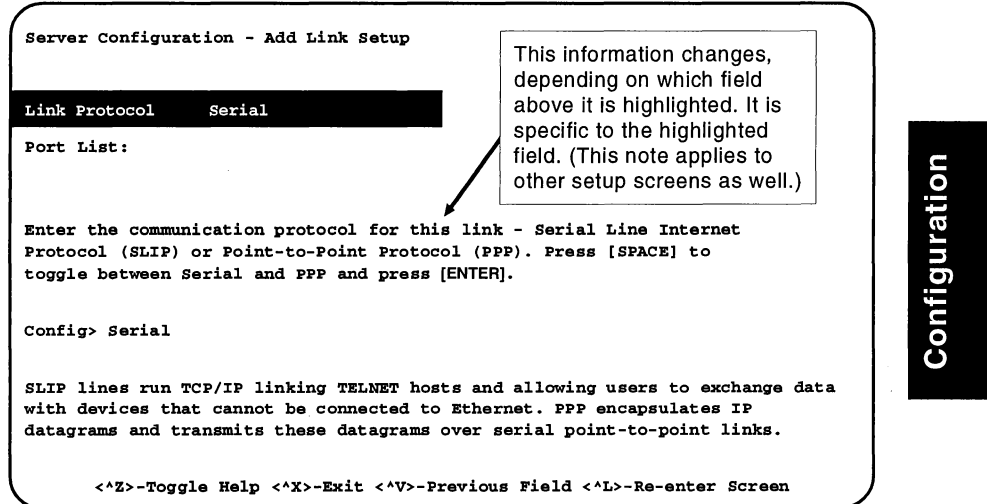 Server Configuration - Add Link Setup
This information changes,
depending on which field
above it is highlighted. It is
specific to the highlighted
field. (This note applies to
other setup screens as well.)
Link Protocol Serial
Port List:
Enter the communication protocol for this link - Serial Line Internet
Protocol (SLIP) or Point-to-Point Protocol (PPP). Press [SPACE] to
toggle between Serial and PPP and press [ENTER].
Config> Serial
SLIP lines run TCP/IP linking TELNET hosts and allowing users to exchange data
with devices that cannot be connected to Ethernet. PPP encapsulates IP
datagrams and transmits these datagrams over serial point-to-point links.
<^Z>-Toggle Help <^X>-Exit <^V>-Previous Field <^L>-Re-enter Screen
Configuration